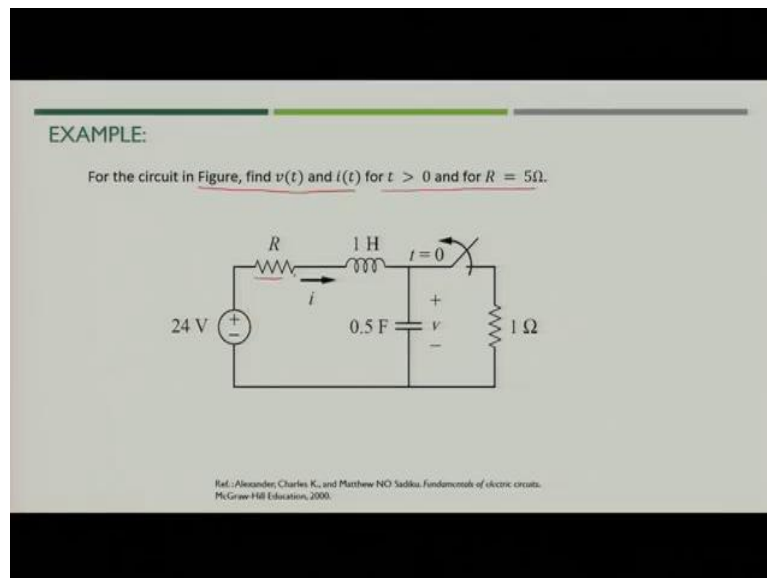 EXAMPLE:
For the circuit in Figure, find v(t) and i(t) for t > 0 and for R = 5Ω.
R
1 H
t = 0
i
24 V
+
−
0.5 F
+
v
−
1 Ω
Ref.: Alexander, Charles K., and Matthew NO Sadiku. Fundamentals of electric circuits.
McGraw-Hill Education, 2000.